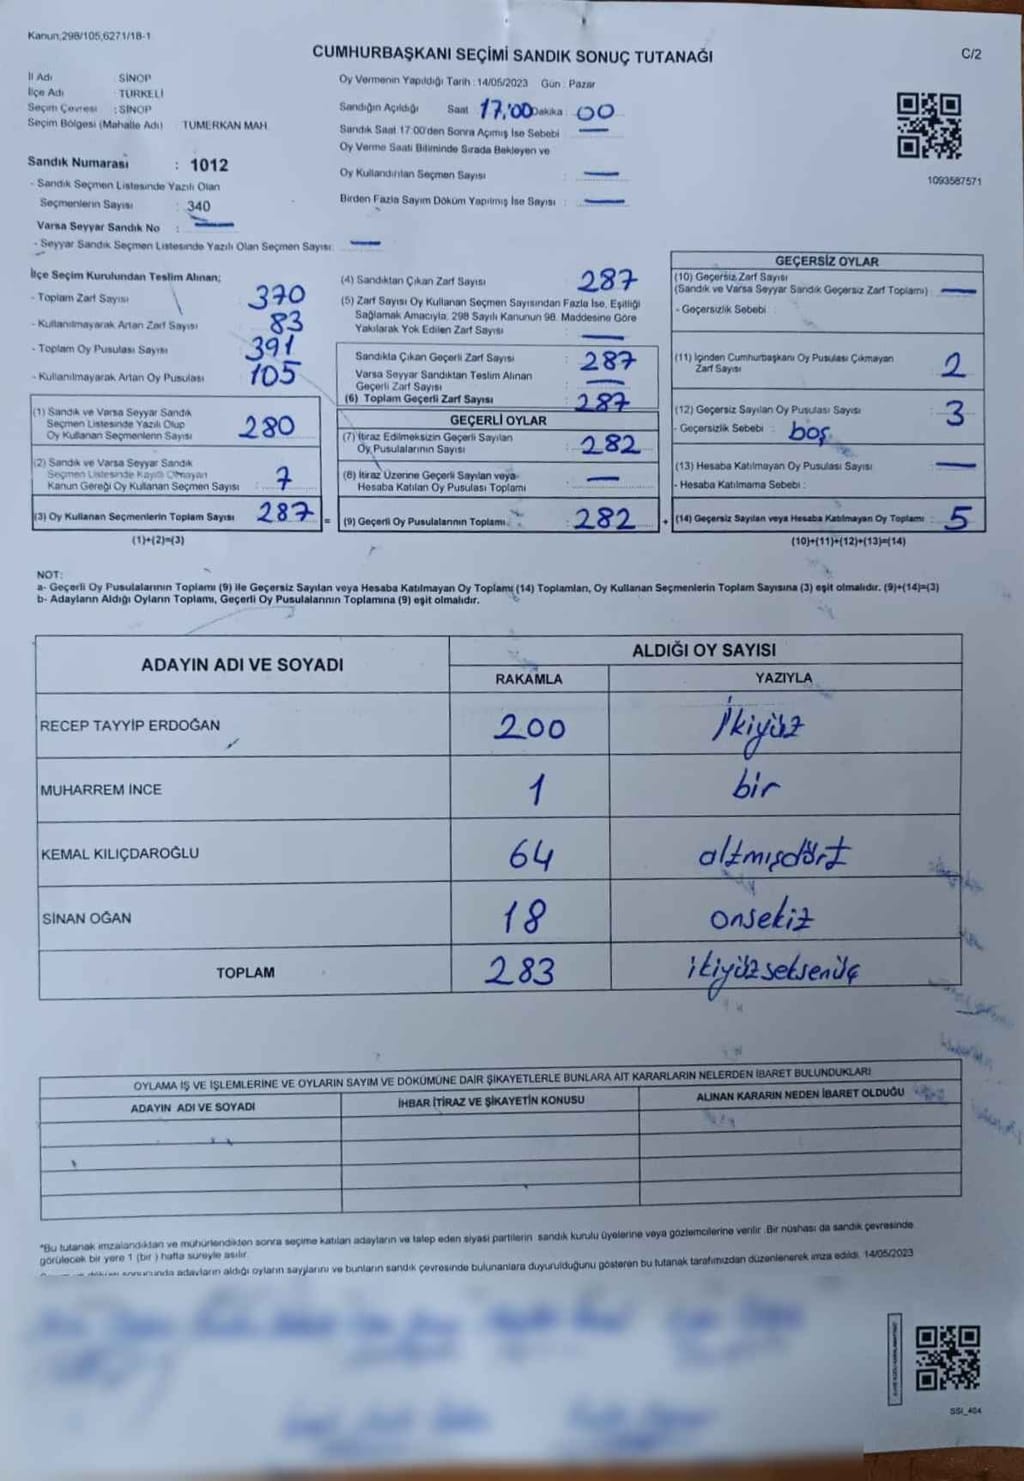 Kanun,298/105,6271/18-1
CUMHURBAŞKANI SEÇİMİ SANDIK SONUÇ TUTANAĞI
C/2
İl Adı : SİNOP
İlçe Adı : TÜRKELİ
Seçim Çevresi : SİNOP
Seçim Bölgesi (Mahalle Adı) TUMERKAN MAH.
Sandık Numarası : 1012
- Sandık Seçmen Listesinde Yazılı Olan
Seçmenlerin Sayısı : 340
Varsa Seyyar Sandık No : —
- Seyyar Sandık Seçmen Listesinde Yazılı Olan Seçmen Sayısı: —
Oy Vermenin Yapıldığı Tarih : 14/05/2023 Gün : Pazar
Sandığın Açıldığı Saat 17:00 Dakika : 00
Sandık Saat 17:00'den Sonra Açılmış İse Sebebi : —
Oy Verme Saati Bitiminde Sırada Bekleyen ve
Oy Kullandırılan Seçmen Sayısı : —
Birden Fazla Sayım Döküm Yapılmış İse Sayısı : —
1093587571
İlçe Seçim Kurulundan Teslim Alınan;
- Toplam Zarf Sayısı : 370
- Kullanılmayarak Artan Zarf Sayısı : 83
- Toplam Oy Pusulası Sayısı : 391
- Kullanılmayarak Artan Oy Pusulası : 105
(1) Sandık ve Varsa Seyyar Sandık
Seçmen Listesinde Yazılı Olup
Oy Kullanan Seçmenlerin Sayısı : 280
(2) Sandık ve Varsa Seyyar Sandık
Seçmen Listesinde Kayıtlı Olmayan
Kanun Gereği Oy Kullanan Seçmen Sayısı : 7
(3) Oy Kullanan Seçmenlerin Toplam Sayısı : 287 =
(1)+(2)=(3)
(4) Sandıktan Çıkan Zarf Sayısı : 287
(5) Zarf Sayısı Oy Kullanan Seçmen Sayısından Fazla İse, Eşitliği
Sağlamak Amacıyla, 298 Sayılı Kanunun 98. Maddesine Göre
Yakılarak Yok Edilen Zarf Sayısı : —
Sandıkta Çıkan Geçerli Zarf Sayısı : 287
Varsa Seyyar Sandıktan Teslim Alınan
Geçerli Zarf Sayısı : —
(6) Toplam Geçerli Zarf Sayısı : 287
GEÇERLİ OYLAR
(7) İtiraz Edilmeksizin Geçerli Sayılan
Oy Pusulalarının Sayısı : 282
(8) İtiraz Üzerine Geçerli Sayılan veya
Hesaba Katılan Oy Pusulası Toplamı : —
(9) Geçerli Oy Pusulalarının Toplamı : 282 +
GEÇERSİZ OYLAR
(10) Geçersiz Zarf Sayısı
(Sandık ve Varsa Seyyar Sandık Geçersiz Zarf Toplamı) : —
- Geçersizlik Sebebi :
(11) İçinden Cumhurbaşkanı Oy Pusulası Çıkmayan
Zarf Sayısı : 2
(12) Geçersiz Sayılan Oy Pusulası Sayısı : 3
- Geçersizlik Sebebi : boş
(13) Hesaba Katılmayan Oy Pusulası Sayısı : —
- Hesaba Katılmama Sebebi :
(14) Geçersiz Sayılan veya Hesaba Katılmayan Oy Toplamı : 5
(10)+(11)+(12)+(13)=(14)
NOT:
a- Geçerli Oy Pusulalarının Toplamı (9) ile Geçersiz Sayılan veya Hesaba Katılmayan Oy Toplamı (14) Toplamları, Oy Kullanan Seçmenlerin Toplam Sayısına (3) eşit olmalıdır. (9)+(14)=(3)
b- Adayların Aldığı Oyların Toplamı, Geçerli Oy Pusulalarının Toplamına (9) eşit olmalıdır.
ADAYIN ADI VE SOYADI
ALDIĞI OY SAYISI
RAKAMLA YAZIYLA
RECEP TAYYİP ERDOĞAN 200 İkiyüz
MUHARREM İNCE 1 bir
KEMAL KILIÇDAROĞLU 64 altmışdört
SİNAN OĞAN 18 onsekiz
TOPLAM 283 ikiyüzseksenüç
OYLAMA İŞ VE İŞLEMLERİNE VE OYLARIN SAYIM VE DÖKÜMÜNE DAİR ŞİKAYETLERLE BUNLARA AİT KARARLARIN NELERDEN İBARET BULUNDUKLARI
ADAYIN ADI VE SOYADI İHBAR İTİRAZ VE ŞİKAYETİN KONUSU ALINAN KARARIN NEDEN İBARET OLDUĞU
*Bu tutanak imzalandıktan ve mühürlendikten sonra seçime katılan adayların ve talep eden siyasi partilerin sandık kurulu üyelerine veya gözlemcilerine verilir. Bir nüshası da sandık çevresinde
görülecek bir yere 1 (bir) hafta süreyle asılır.
adayların aldığı oyların sayılarını ve bunların sandık çevresinde bulunanlara duyurulduğunu gösteren bu tutanak tarafımızdan düzenlenerek imza edildi. 14/05/2023
SSI_404